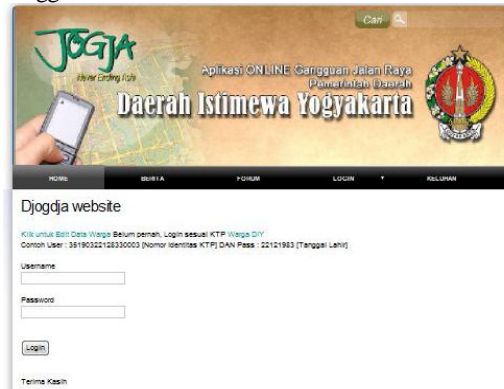 Cari
JOGJA
Never Ending Asia
Aplikasi ONLINE Gangguan Jalan Raya
Pemerintah Daerah
Daerah Istimewa Yogyakarta
HOME BERITA FORUM LOGIN KELUHAN
Djogdja website
Klik untuk Edit Data Warga Belum pernah, Login sesuai KTP Warga DIY
Contoh User : 35190322128330003 [Nomor Identitas KTP] DAN Pass : 22121983 [Tanggal Lahir]
Username
Password
Login
Terima Kasih